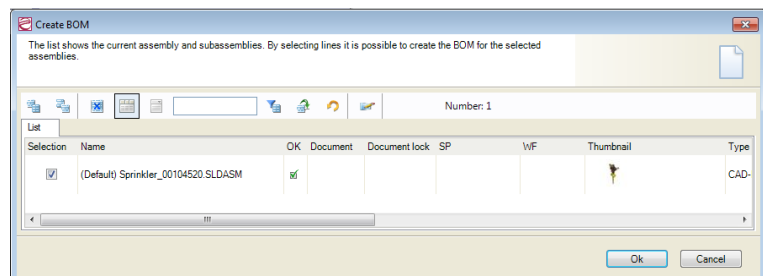 Create BOM
The list shows the current assembly and subassemblies. By selecting lines it is possible to create the BOM for the selected
assemblies.
Number: 1
List
Selection Name OK Document Document lock SP WF Thumbnail Type
(Default) Sprinkler_00104520.SLDASM CAD-
Ok Cancel